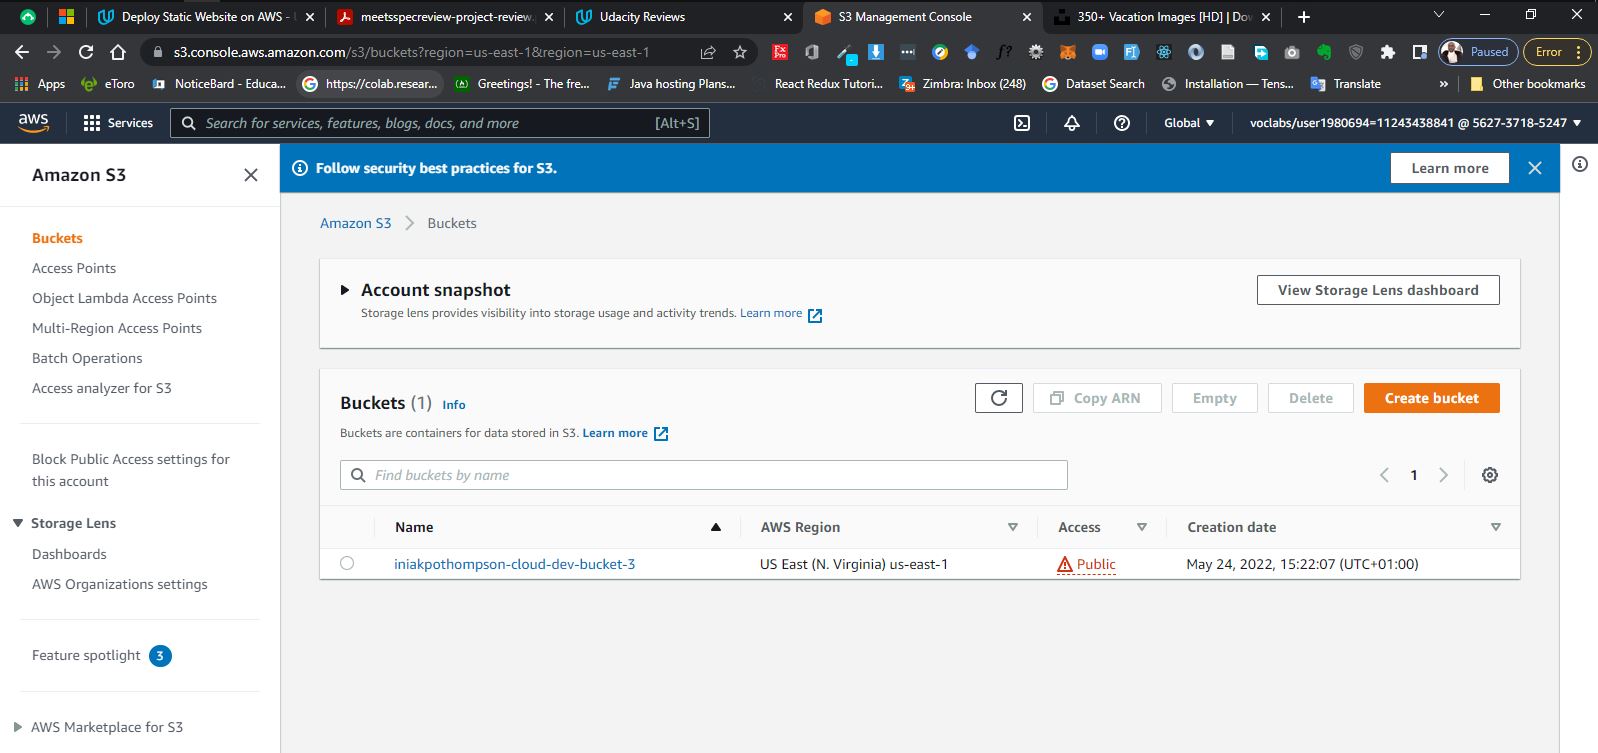 Deploy Static Website on AWS - U
meetsspecreview-project-review.p
Udacity Reviews
S3 Management Console
350+ Vacation Images [HD] | Dow
s3.console.aws.amazon.com/s3/buckets?region=us-east-1&region=us-east-1
Paused
Error
Apps
eToro
NoticeBard - Educa...
https://colab.resear...
Greetings! - The fre...
Java hosting Plans...
React Redux Tutori...
Zimbra: Inbox (248)
Dataset Search
Installation — Tens...
Translate
»
Other bookmarks
aws
Services
Search for services, features, blogs, docs, and more
[Alt+S]
Global
voclabs/user1980694=11243438841 @ 5627-3718-5247
Amazon S3
Buckets
Access Points
Object Lambda Access Points
Multi-Region Access Points
Batch Operations
Access analyzer for S3
Block Public Access settings for
this account
Storage Lens
Dashboards
AWS Organizations settings
Feature spotlight 3
AWS Marketplace for S3
Follow security best practices for S3.
Learn more
Amazon S3 > Buckets
Account snapshot
Storage lens provides visibility into storage usage and activity trends. Learn more
View Storage Lens dashboard
Buckets (1) Info
Buckets are containers for data stored in S3. Learn more
Copy ARN
Empty
Delete
Create bucket
Find buckets by name
1
Name
AWS Region
Access
Creation date
iniakpothompson-cloud-dev-bucket-3
US East (N. Virginia) us-east-1
Public
May 24, 2022, 15:22:07 (UTC+01:00)